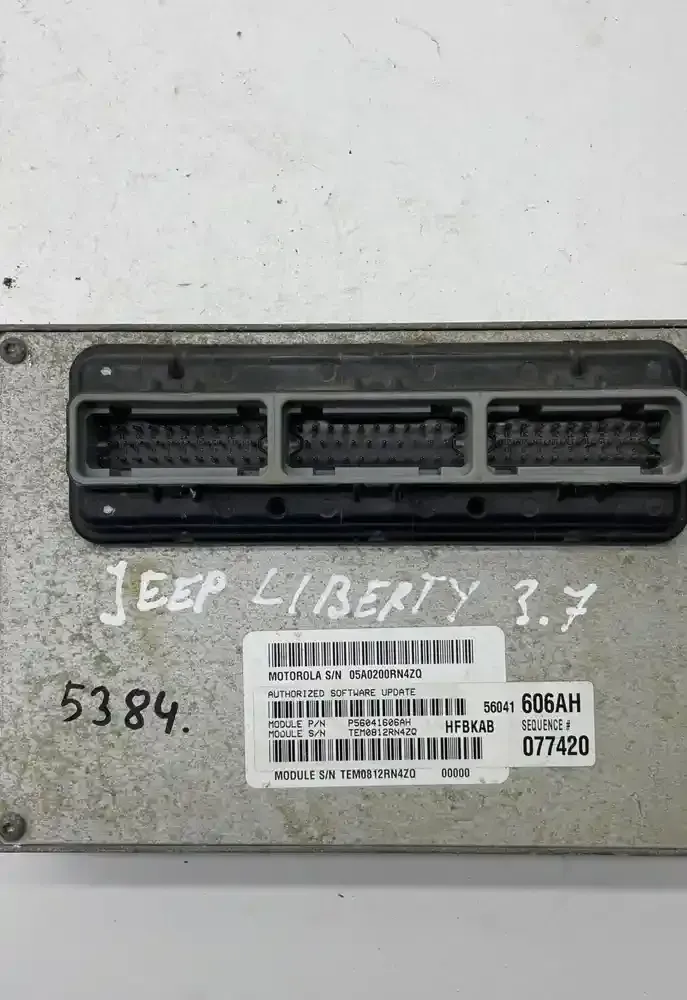 JEEP LIBERTY 3.7
5384.
MOTOROLA S/N 05A0200RN4ZQ
AUTHORIZED SOFTWARE UPDATE
56041 606AH
MODULE P/N P56041606AH
MODULE S/N TEM0812RN4ZQ
HFBKAB
SEQUENCE #
077420
MODULE S/N TEM0812RN4ZQ 00000